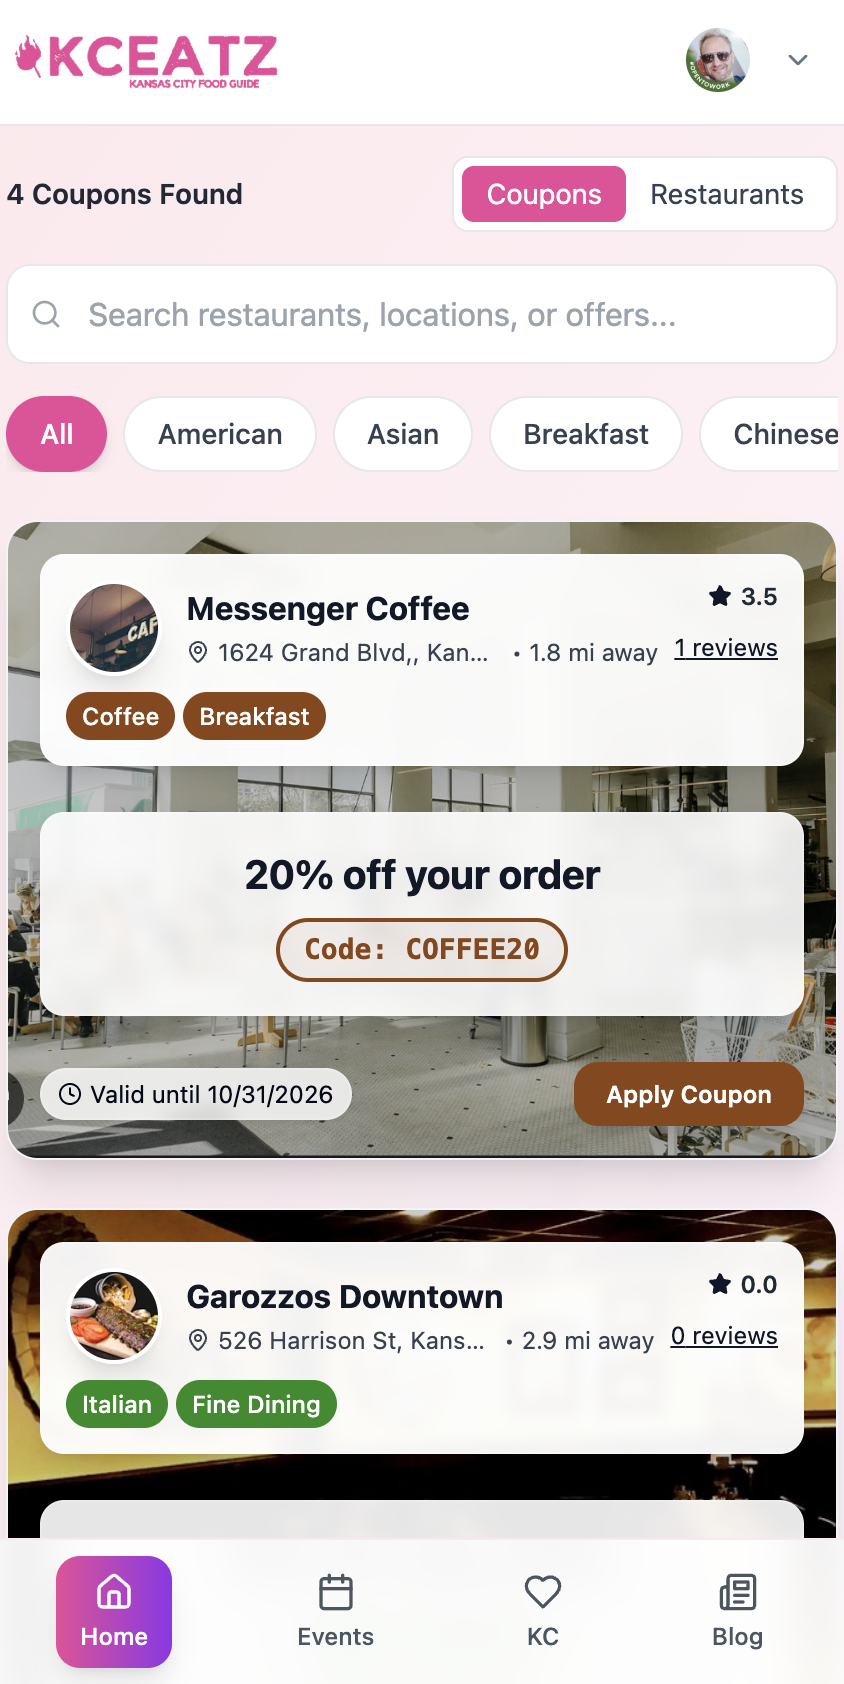 KCEATZ
KANSAS CITY FOOD GUIDE
#OPENTOWORK
4 Coupons Found
Coupons
Restaurants
Search restaurants, locations, or offers...
All
American
Asian
Breakfast
Chinese
CAF
Messenger Coffee
3.5
1624 Grand Blvd,, Kan...
• 1.8 mi away
1 reviews
Coffee
Breakfast
20% off your order
Code: COFFEE20
Valid until 10/31/2026
Apply Coupon
Garozzos Downtown
0.0
526 Harrison St, Kans...
• 2.9 mi away
0 reviews
Italian
Fine Dining
Home
Events
KC
Blog